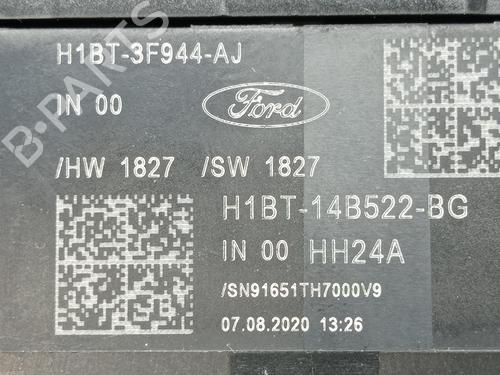 H1BT-3F944-AJ
IN 00
Ford
/HW 1827 /SW 1827
H1BT-14B522-BG
IN 00 HH24A
/SN91651TH7000V9
07.08.2020 13:26
B-PARTS